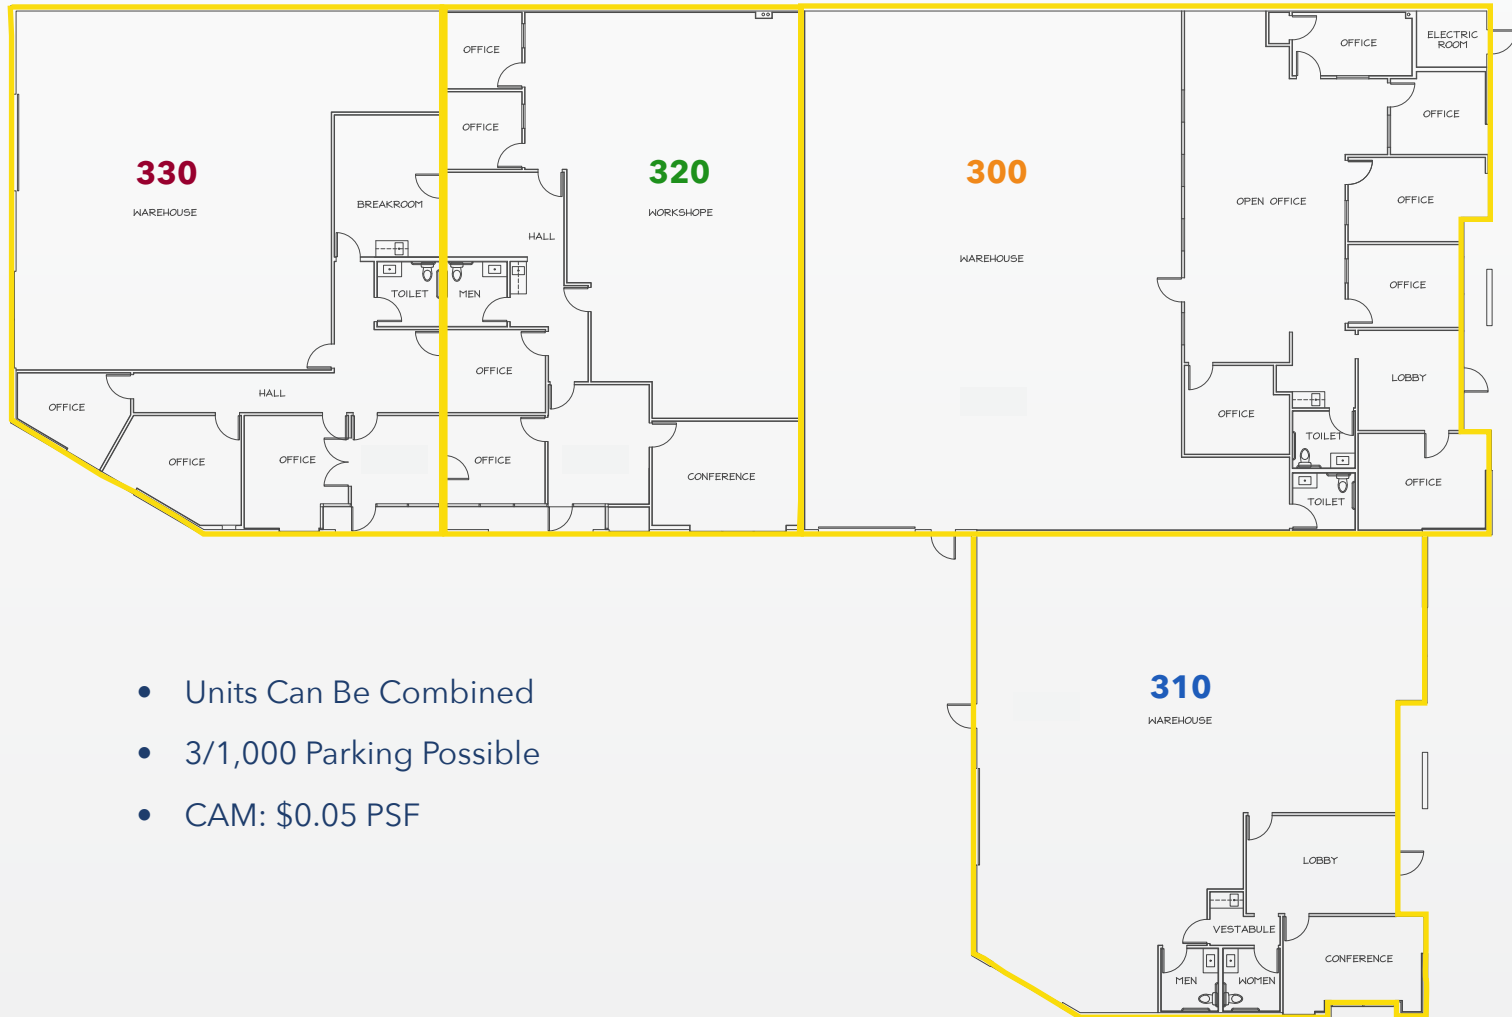 OFFICE
OFFICE
ELECTRIC
ROOM
OFFICE
OFFICE
330
WAREHOUSE
BREAKROOM
320
WORKSHOPE
HALL
300
WAREHOUSE
OPEN OFFICE
OFFICE
OFFICE
TOILET
MEN
OFFICE
LOBBY
OFFICE
HALL
OFFICE
OFFICE
OFFICE
OFFICE
CONFERENCE
TOILET
OFFICE
TOILET
• Units Can Be Combined
• 3/1,000 Parking Possible
• CAM: $0.05 PSF
310
WAREHOUSE
LOBBY
VESTABULE
CONFERENCE
MEN
WOMEN